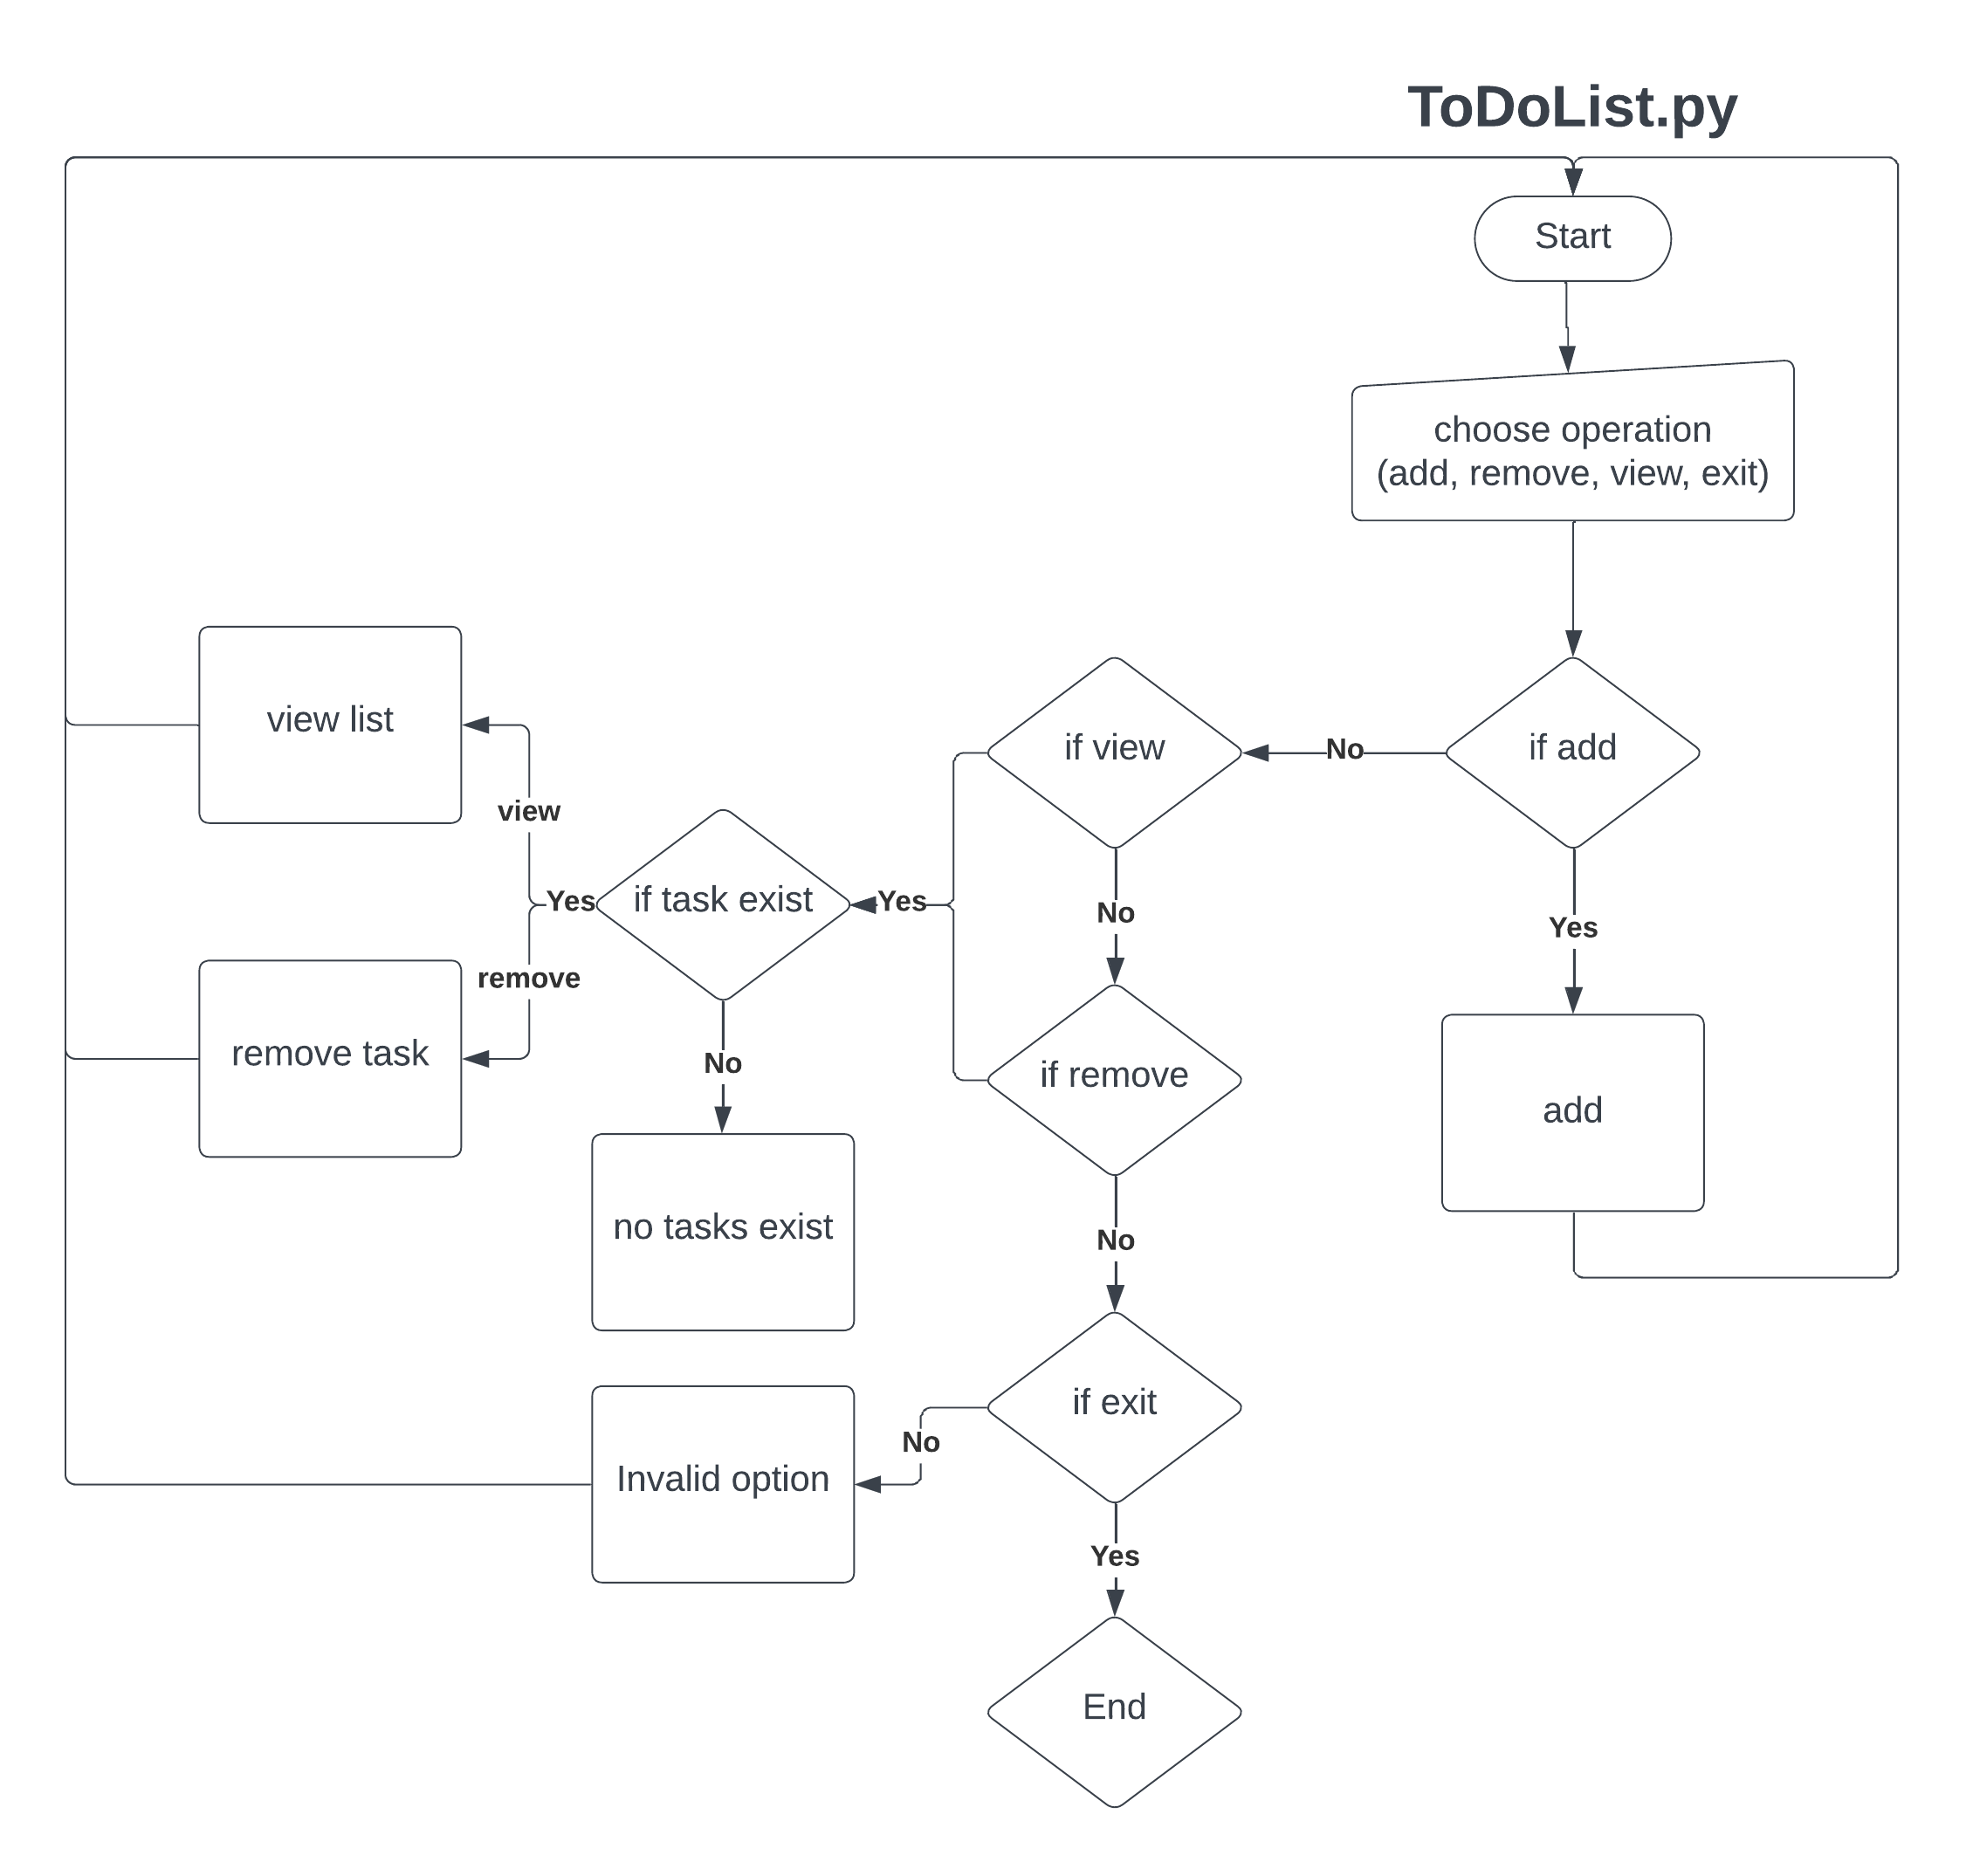 ToDoList.py
Start
choose operation
(add, remove, view, exit)
if add
No
if view
Yes
add
No
if remove
Yes
if task exist
Yes
view
view list
remove
remove task
No
no tasks exist
No
if exit
No
Invalid option
Yes
End